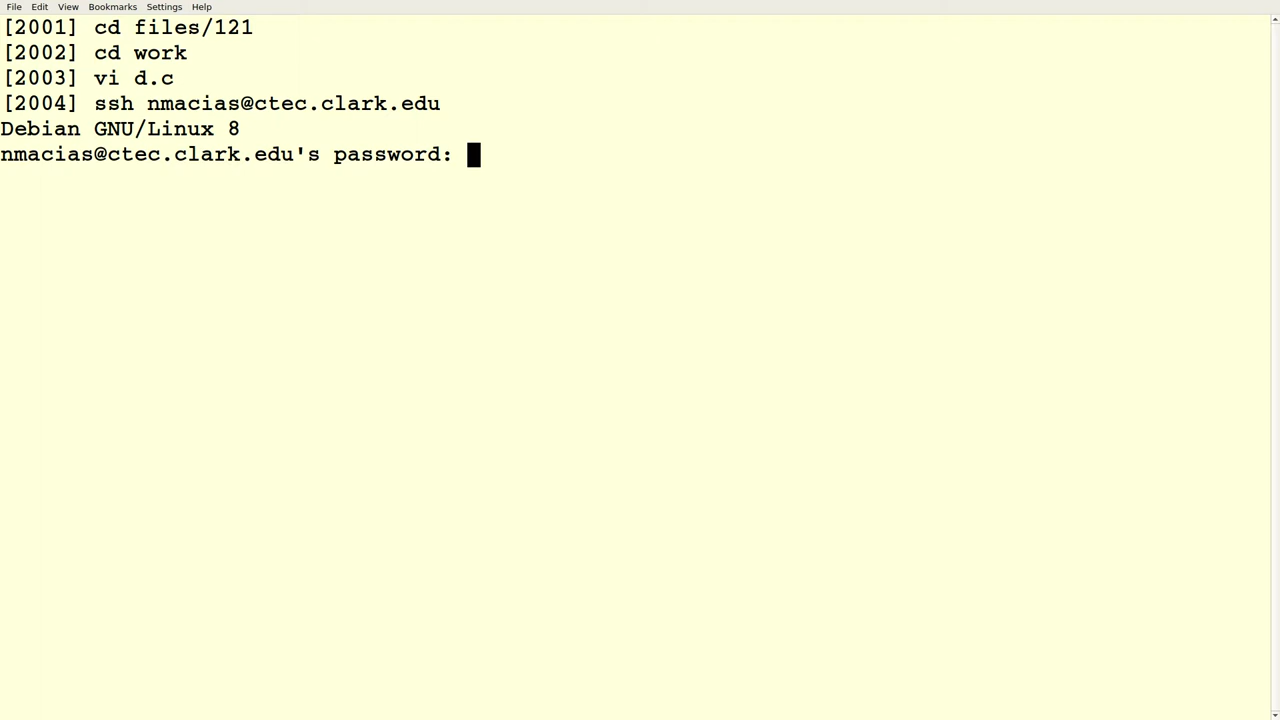 File Edit View Bookmarks Settings Help
[2001] cd files/121
[2002] cd work
[2003] vi d.c
[2004] ssh nmacias@ctec.clark.edu
Debian GNU/Linux 8
nmacias@ctec.clark.edu's password: